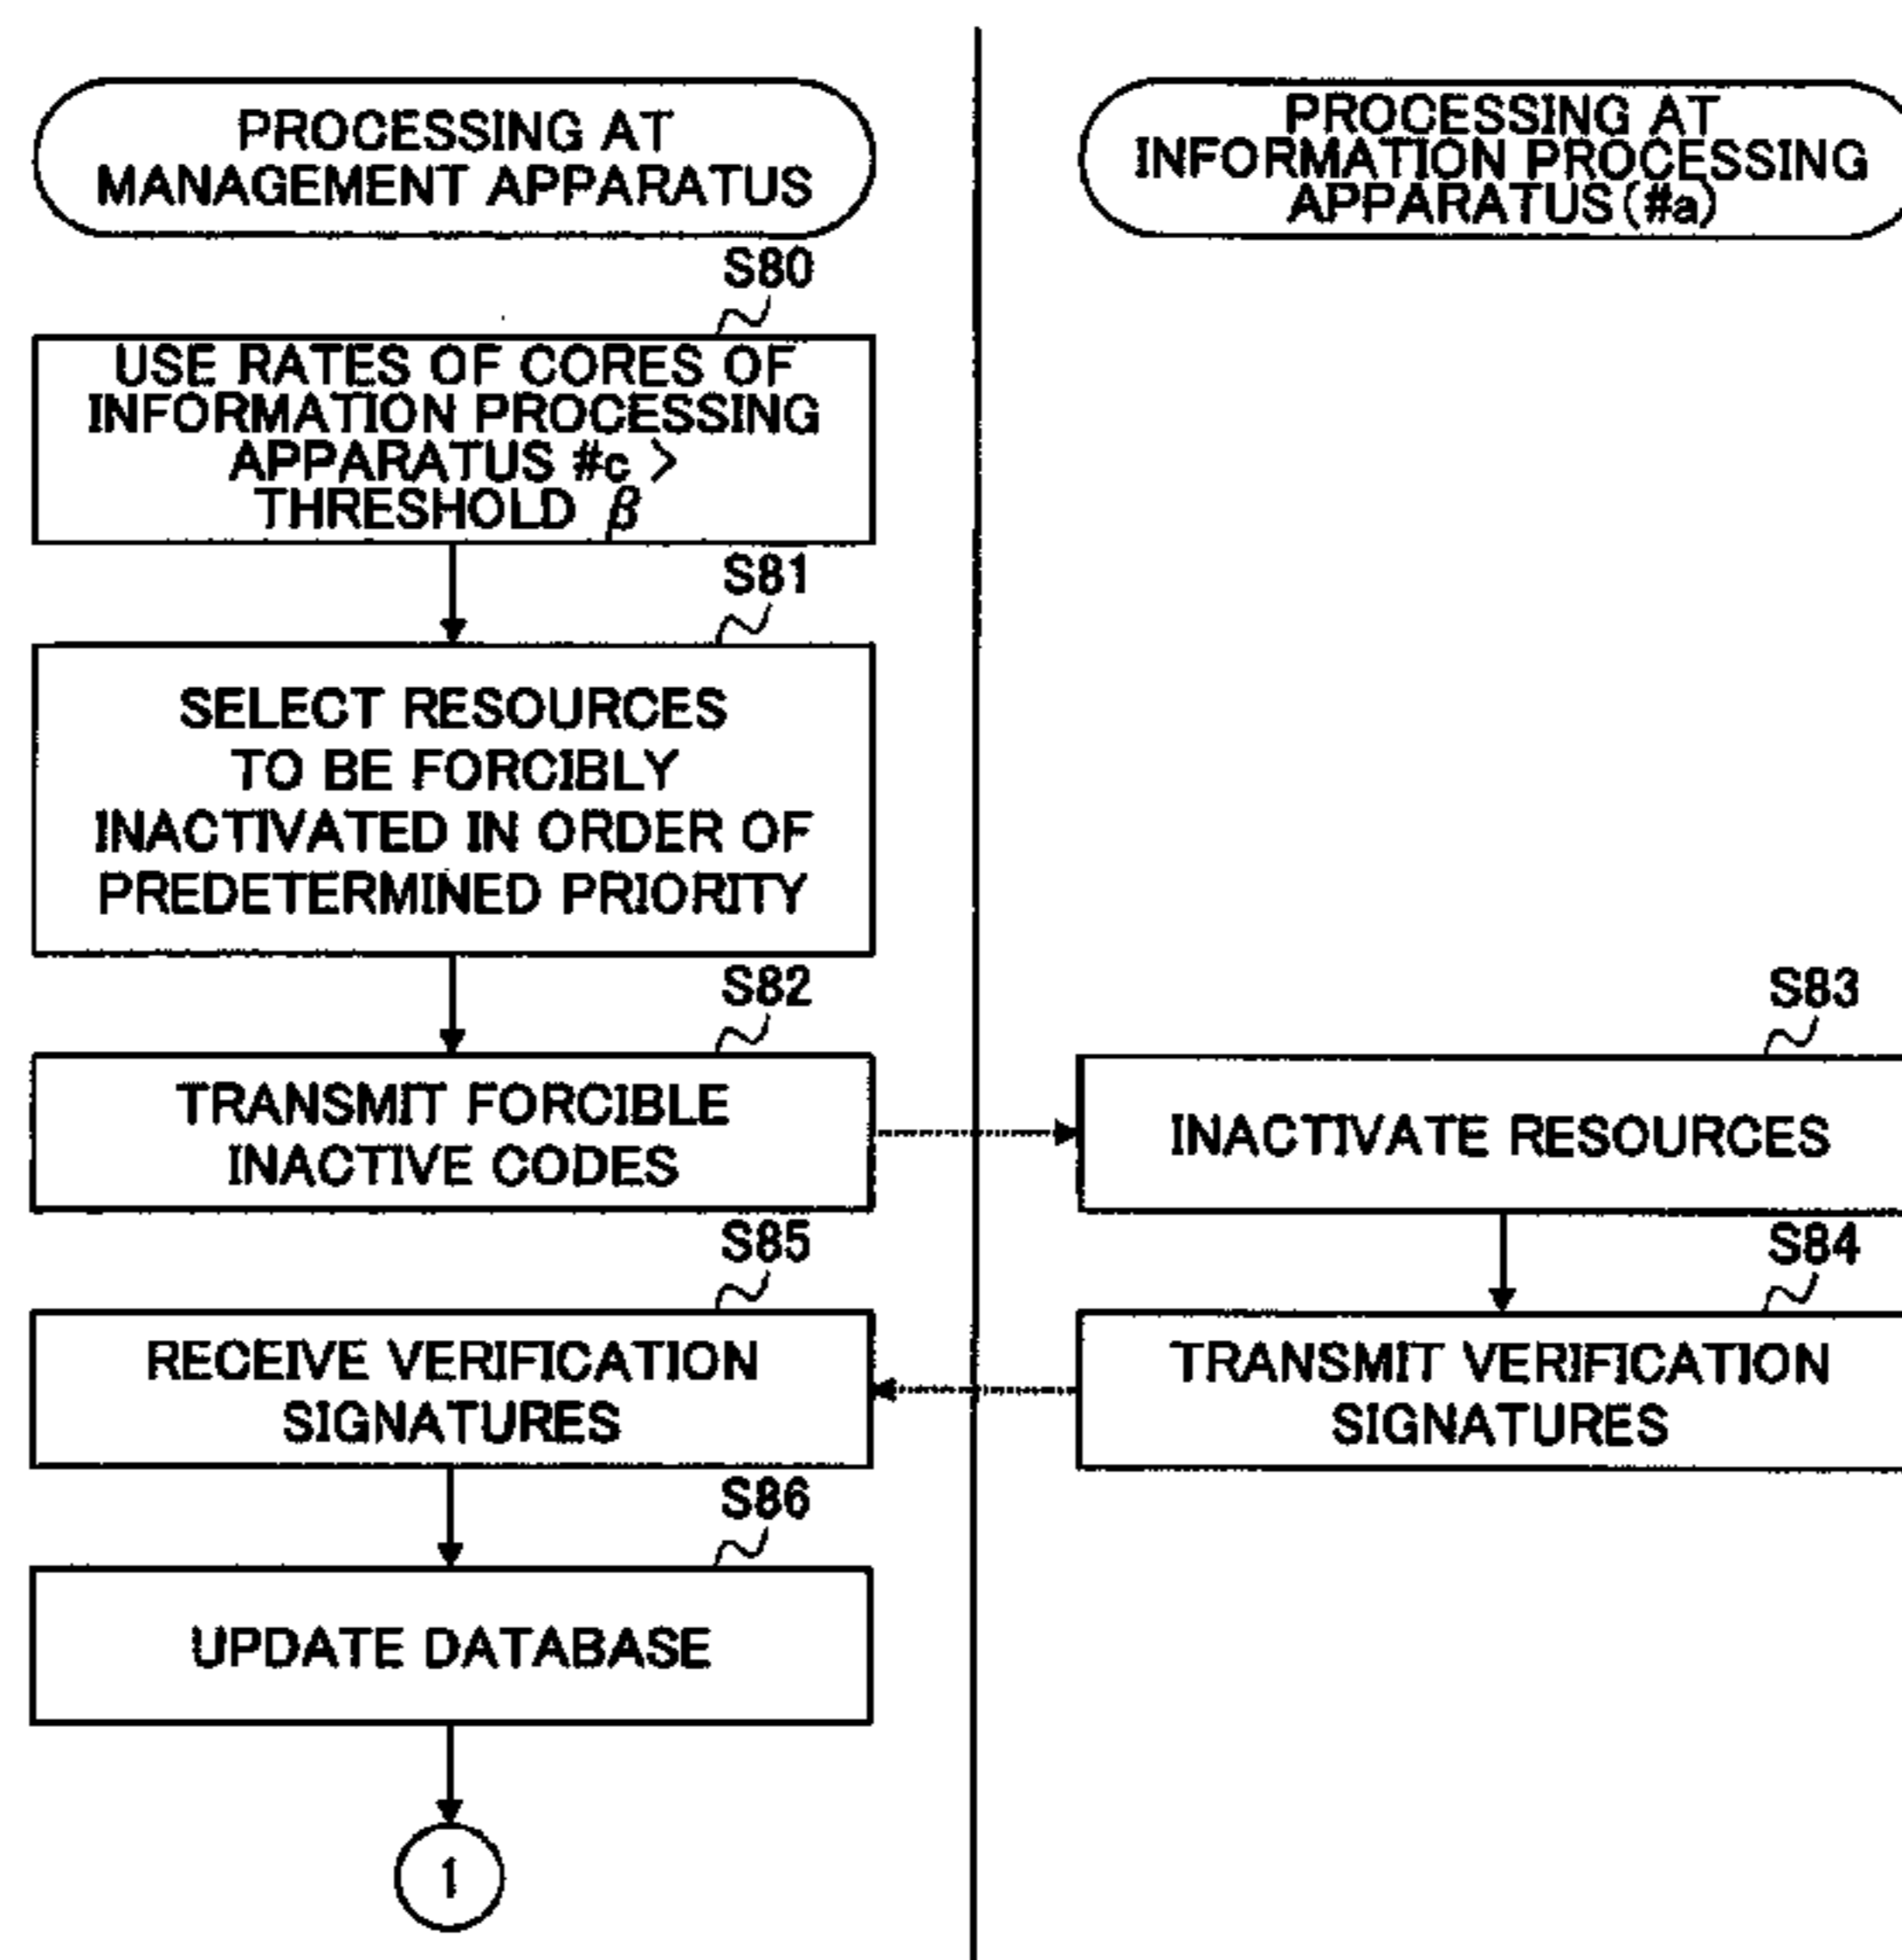 PROCESSING AT
MANAGEMENT APPARATUS
S80
USE RATES OF CORES OF
INFORMATION PROCESSING
APPARATUS #c >
THRESHOLD β
S81
SELECT RESOURCES
TO BE FORCIBLY
INACTIVATED IN ORDER OF
PREDETERMINED PRIORITY
S82
TRANSMIT FORCIBLE
INACTIVE CODES
S85
RECEIVE VERIFICATION
SIGNATURES
S86
UPDATE DATABASE
1
PROCESSING AT
INFORMATION PROCESSING
APPARATUS(#a)
S83
INACTIVATE RESOURCES
S84
TRANSMIT VERIFICATION
SIGNATURES